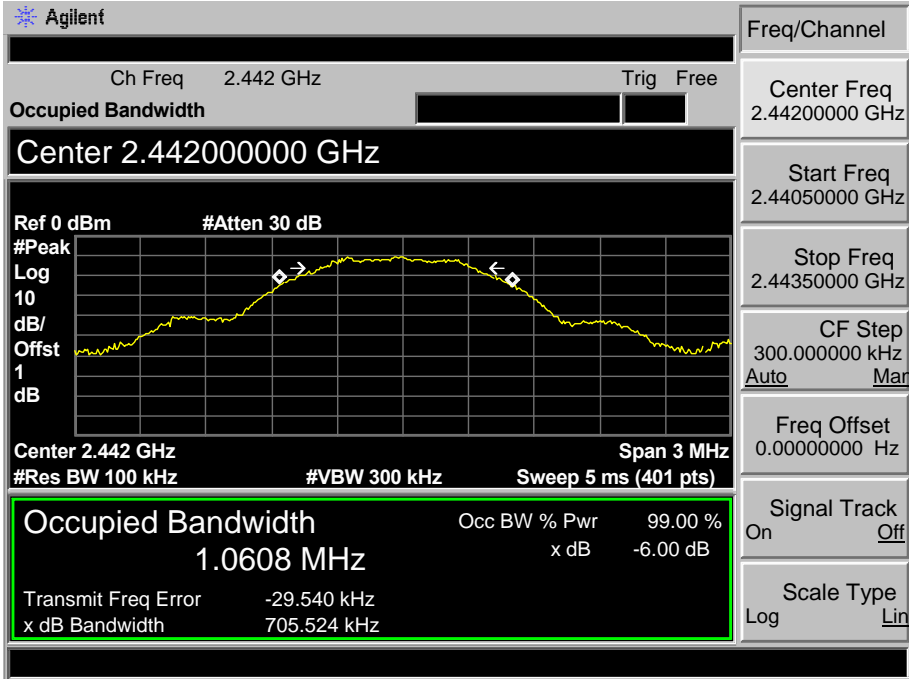 Agilent
Freq/Channel
Ch Freq 2.442 GHz Trig Free
Occupied Bandwidth
Center 2.442000000 GHz
Ref 0 dBm #Atten 30 dB
#Peak
Log
10
dB/
Offst
1
dB
Center 2.442 GHz Span 3 MHz
#Res BW 100 kHz #VBW 300 kHz Sweep 5 ms (401 pts)
Occupied Bandwidth
1.0608 MHz
Occ BW % Pwr 99.00 %
x dB -6.00 dB
Transmit Freq Error -29.540 kHz
x dB Bandwidth 705.524 kHz
Center Freq
2.44200000 GHz
Start Freq
2.44050000 GHz
Stop Freq
2.44350000 GHz
CF Step
300.000000 kHz
Auto Mar
Freq Offset
0.00000000 Hz
Signal Track
On Off
Scale Type
Log Lin